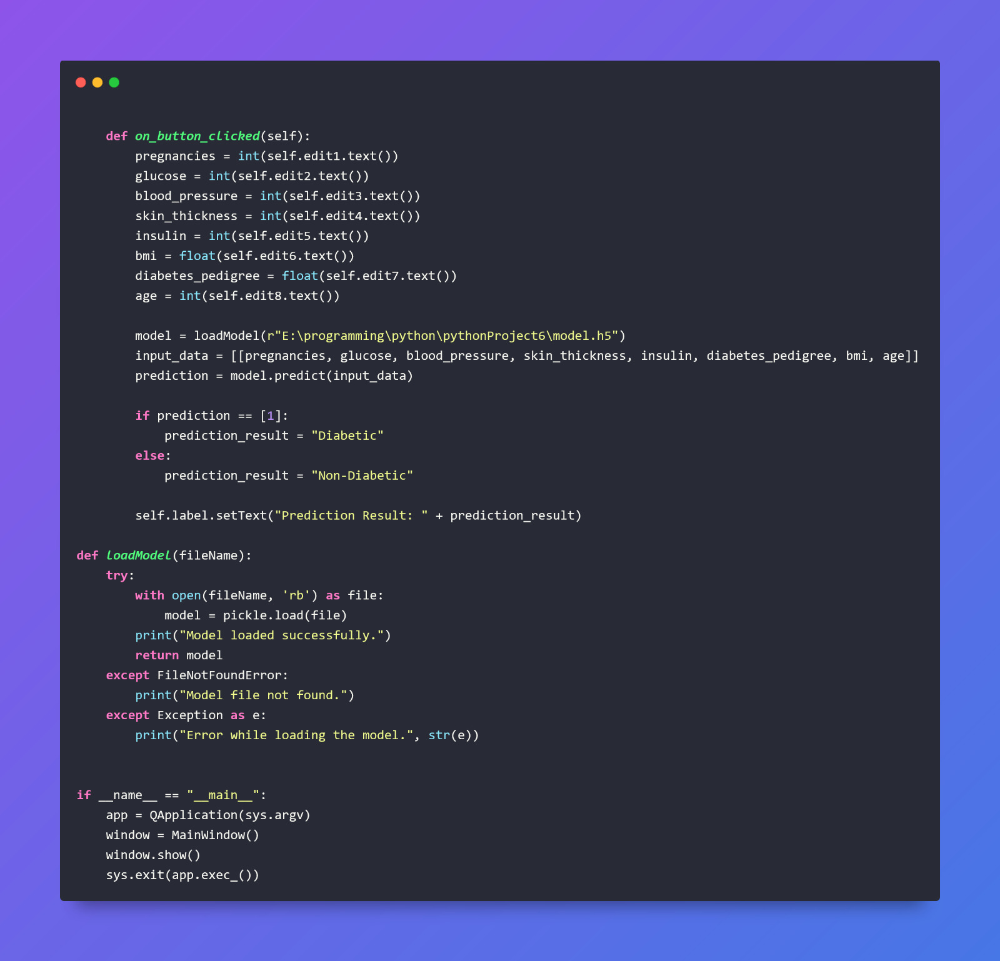 def on_button_clicked(self):
pregnancies = int(self.edit1.text())
glucose = int(self.edit2.text())
blood_pressure = int(self.edit3.text())
skin_thickness = int(self.edit4.text())
insulin = int(self.edit5.text())
bmi = float(self.edit6.text())
diabetes_pedigree = float(self.edit7.text())
age = int(self.edit8.text())
model = loadModel(r"E:\programming\python\pythonProject6\model.h5")
input_data = [[pregnancies, glucose, blood_pressure, skin_thickness, insulin, diabetes_pedigree, bmi, age]]
prediction = model.predict(input_data)
if prediction == [1]:
prediction_result = "Diabetic"
else:
prediction_result = "Non-Diabetic"
self.label.setText("Prediction Result: " + prediction_result)
def loadModel(fileName):
try:
with open(fileName, 'rb') as file:
model = pickle.load(file)
print("Model loaded successfully.")
return model
except FileNotFoundError:
print("Model file not found.")
except Exception as e:
print("Error while loading the model.", str(e))
if __name__ == "__main__":
app = QApplication(sys.argv)
window = MainWindow()
window.show()
sys.exit(app.exec_())